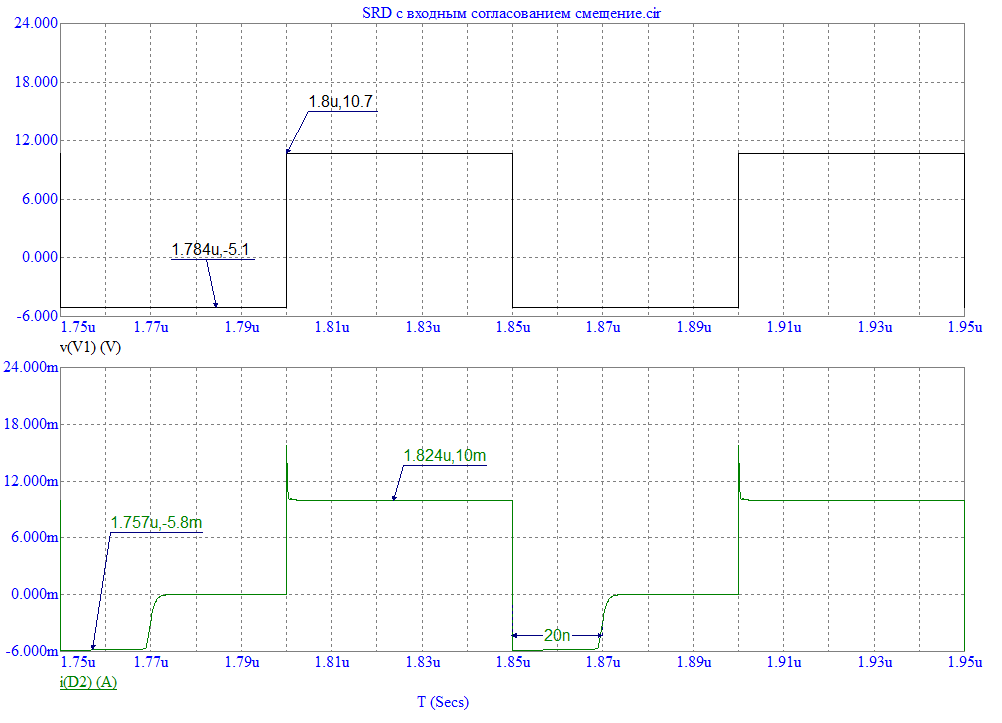 SRD с входным согласованием смещение.cir
24.000
18.000
1.8u,10.7
12.000
6.000
1.784u,-5.1
0.000
-6.000
1.75u 1.77u 1.79u 1.81u 1.83u 1.85u 1.87u 1.89u 1.91u 1.93u 1.95u
v(V1) (V)
24.000m
18.000m
1.824u,10m
12.000m
1.757u,-5.8m
6.000m
0.000m
20n
-6.000m
1.75u 1.77u 1.79u 1.81u 1.83u 1.85u 1.87u 1.89u 1.91u 1.93u 1.95u
i(D2) (A)
T (Secs)